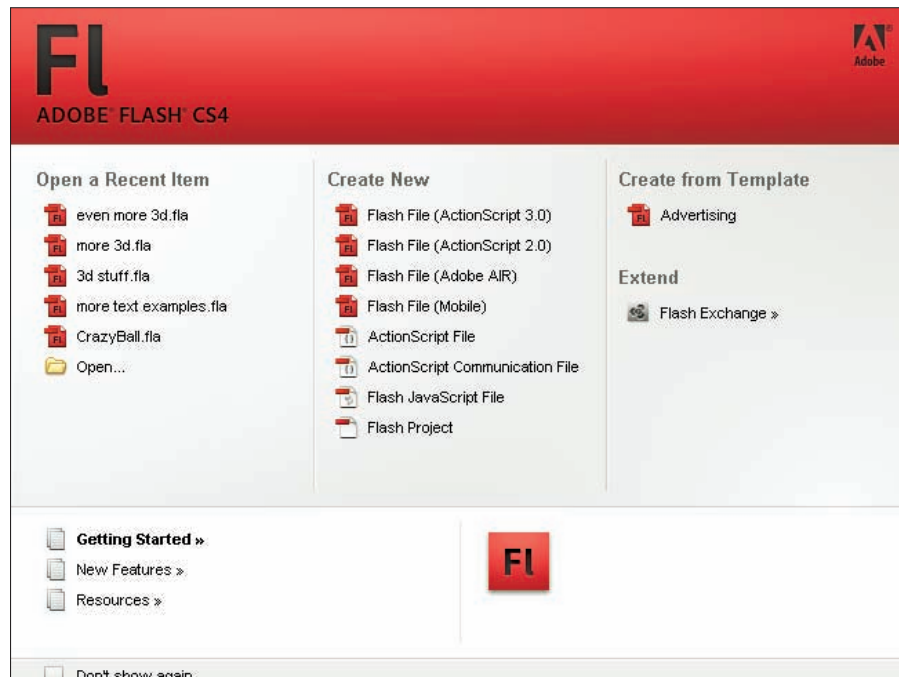 Fl
ADOBE® FLASH® CS4
Adobe®
Open a Recent Item
even more 3d.fla
more 3d.fla
3d stuff.fla
more text examples.fla
CrazyBall.fla
Open...
Create New
Flash File (ActionScript 3.0)
Flash File (ActionScript 2.0)
Flash File (Adobe AIR)
Flash File (Mobile)
ActionScript File
ActionScript Communication File
Flash JavaScript File
Flash Project
Create from Template
Advertising
Extend
Flash Exchange »
Getting Started »
New Features »
Resources »
Fl
Don't show again